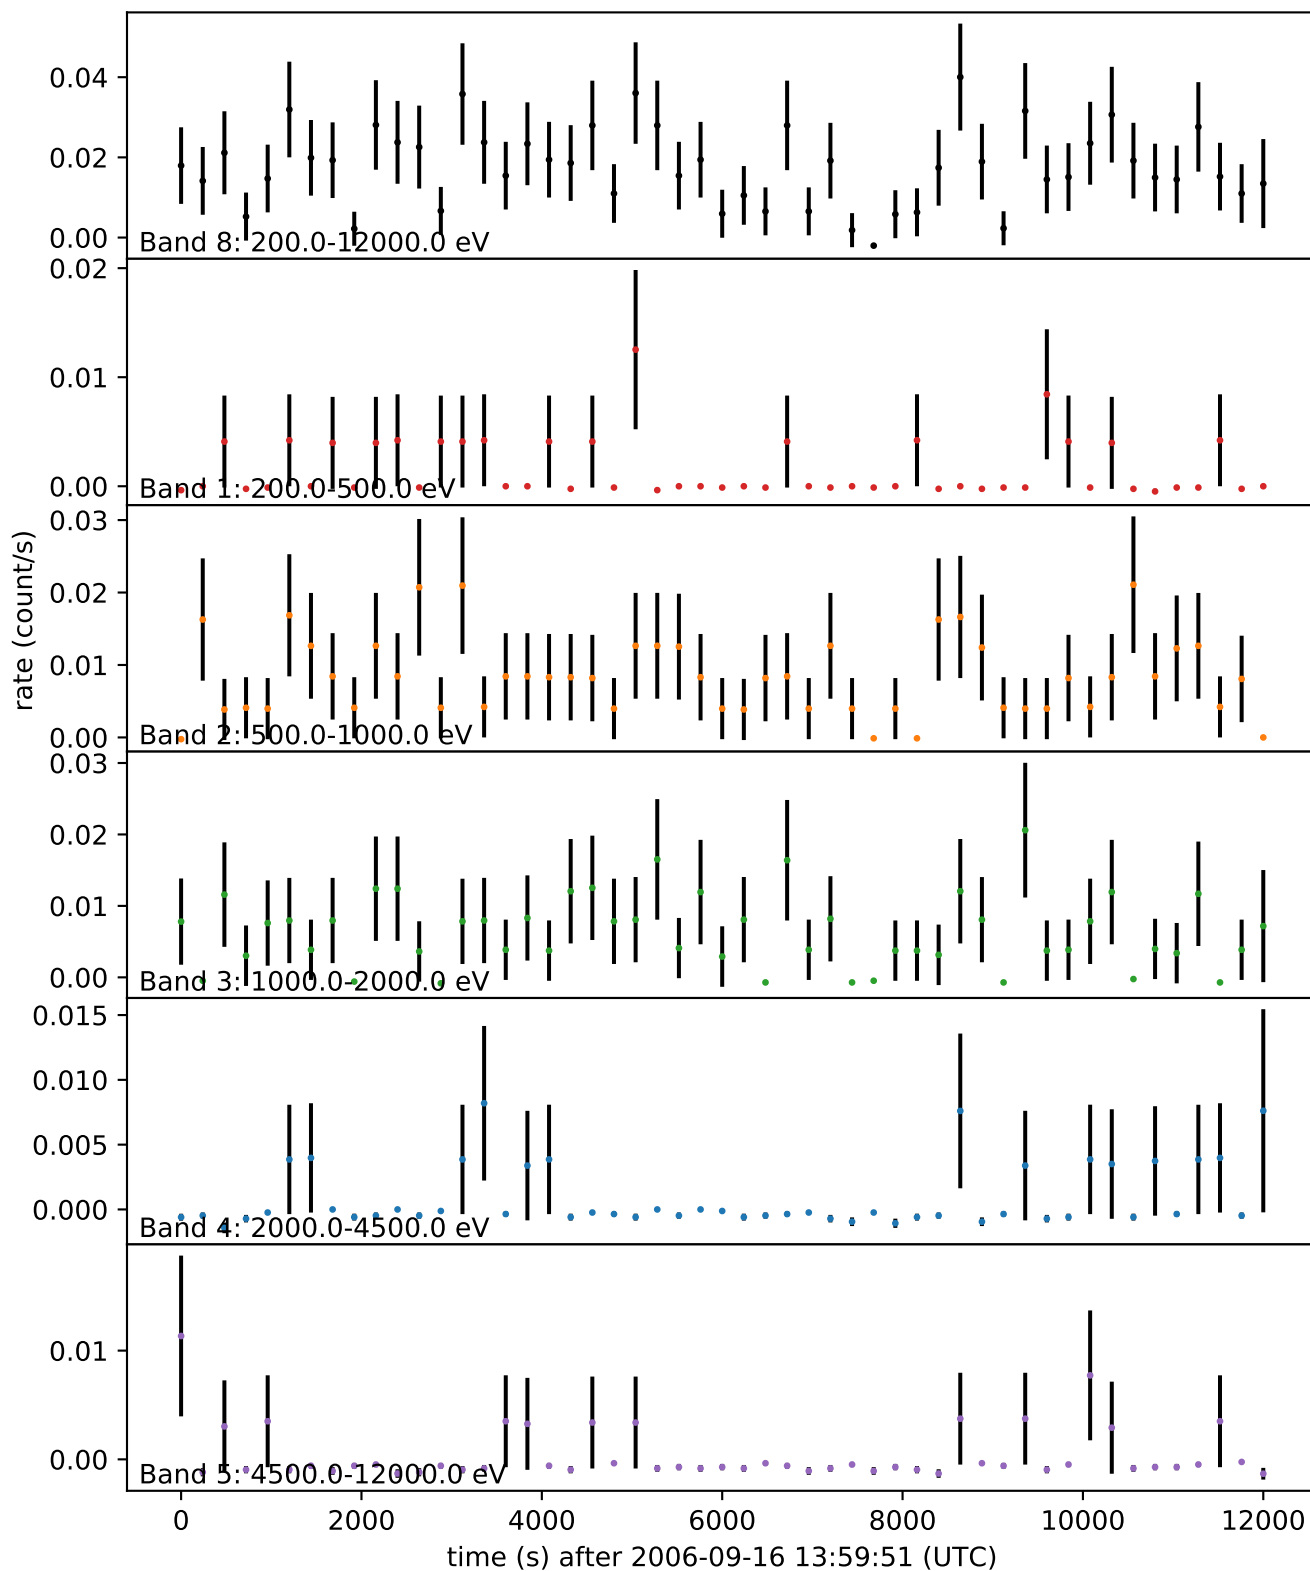 0.04
0.02
0.00
Band 8: 200.0-12000.0 eV
0.02
0.01
0.00
Band 1: 200.0-500.0 eV
0.03
0.02
0.01
0.00
Band 2: 500.0-1000.0 eV
rate (count/s)
0.03
0.02
0.01
0.00
Band 3: 1000.0-2000.0 eV
0.015
0.010
0.005
0.000
Band 4: 2000.0-4500.0 eV
0.01
0.00
Band 5: 4500.0-12000.0 eV
0 2000 4000 6000 8000 10000 12000
time (s) after 2006-09-16 13:59:51 (UTC)